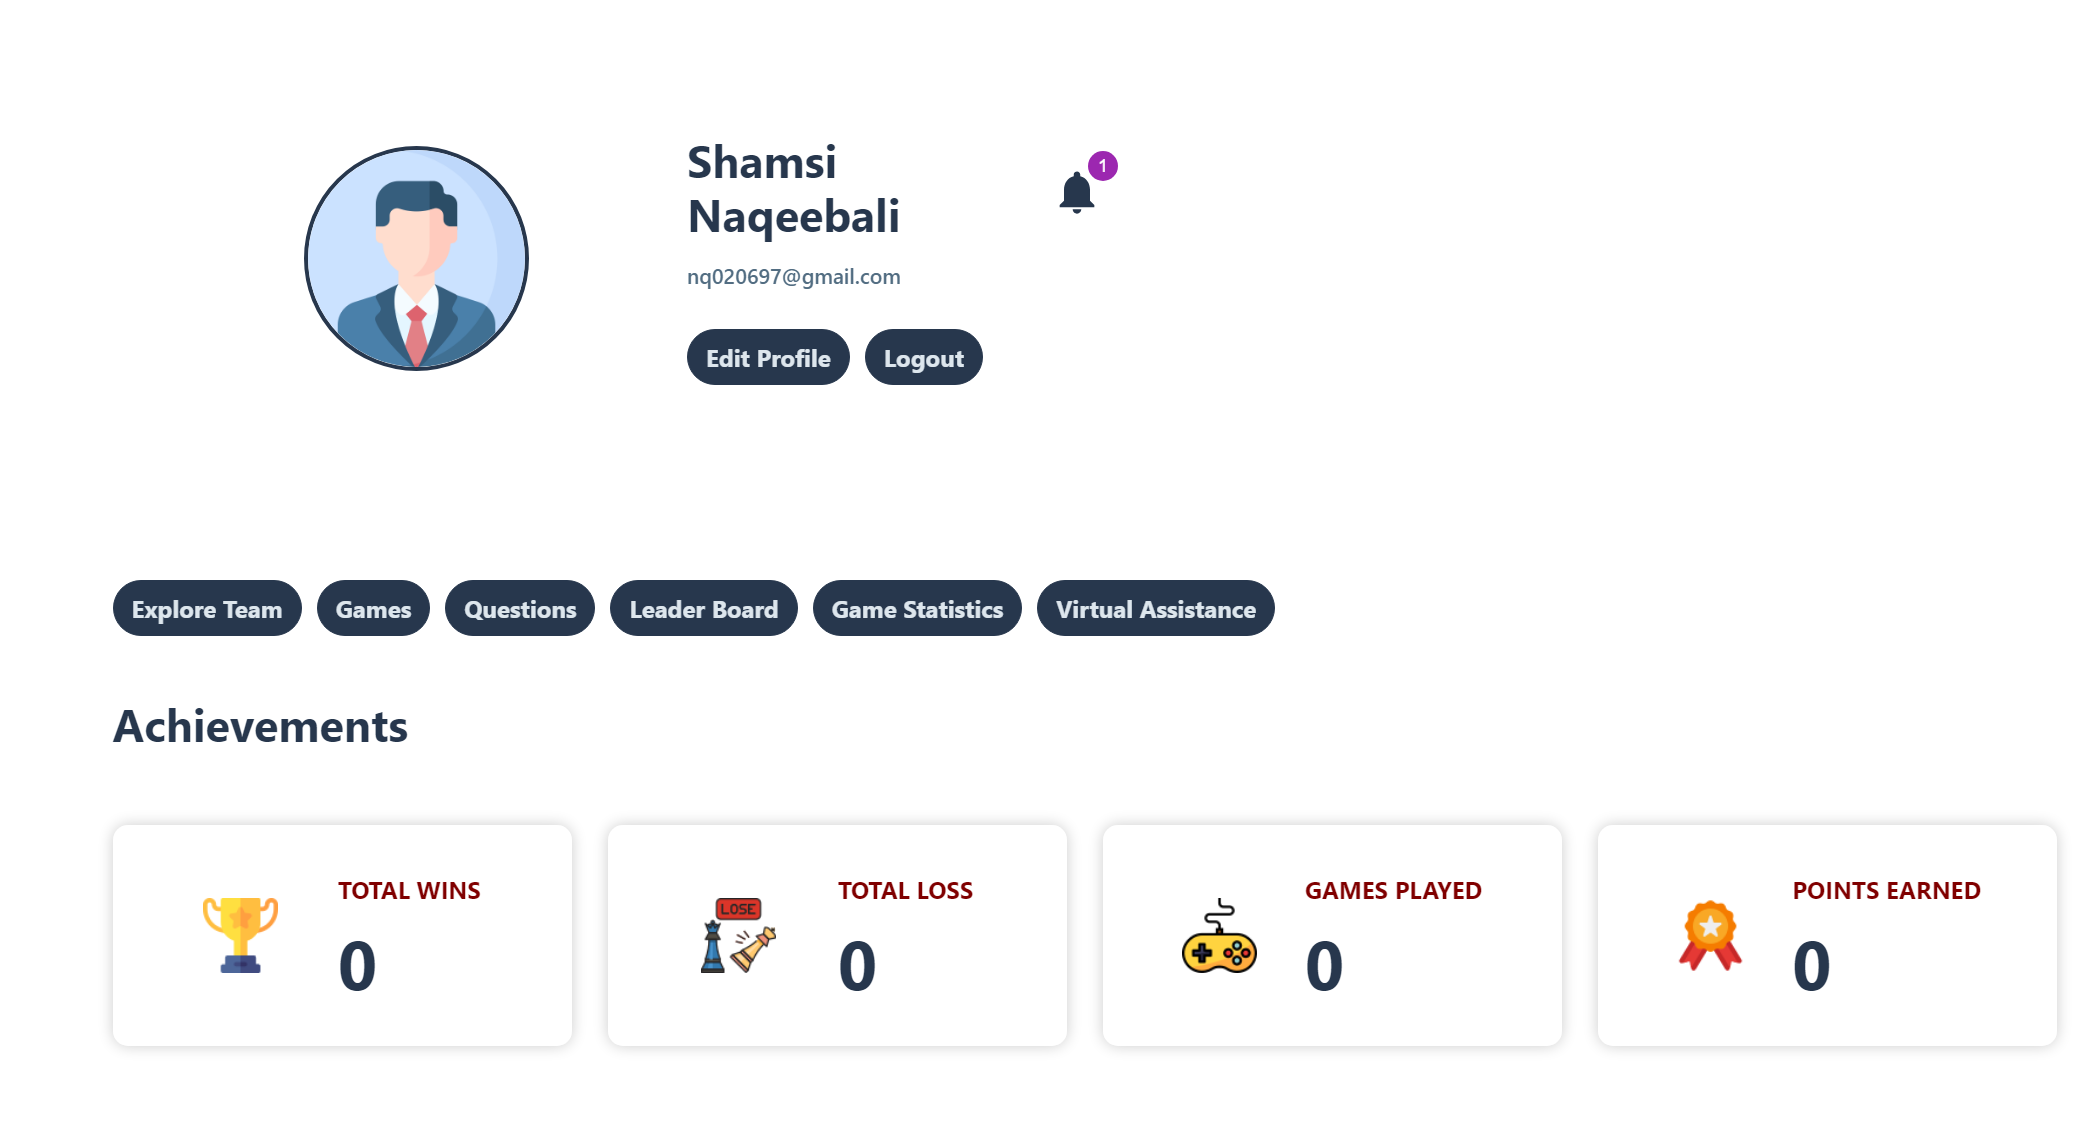 Shamsi
Naqeebali
1
nq020697@gmail.com
Edit Profile
Logout
Explore Team
Games
Questions
Leader Board
Game Statistics
Virtual Assistance
Achievements
TOTAL WINS
0
LOSE
TOTAL LOSS
0
GAMES PLAYED
0
POINTS EARNED
0